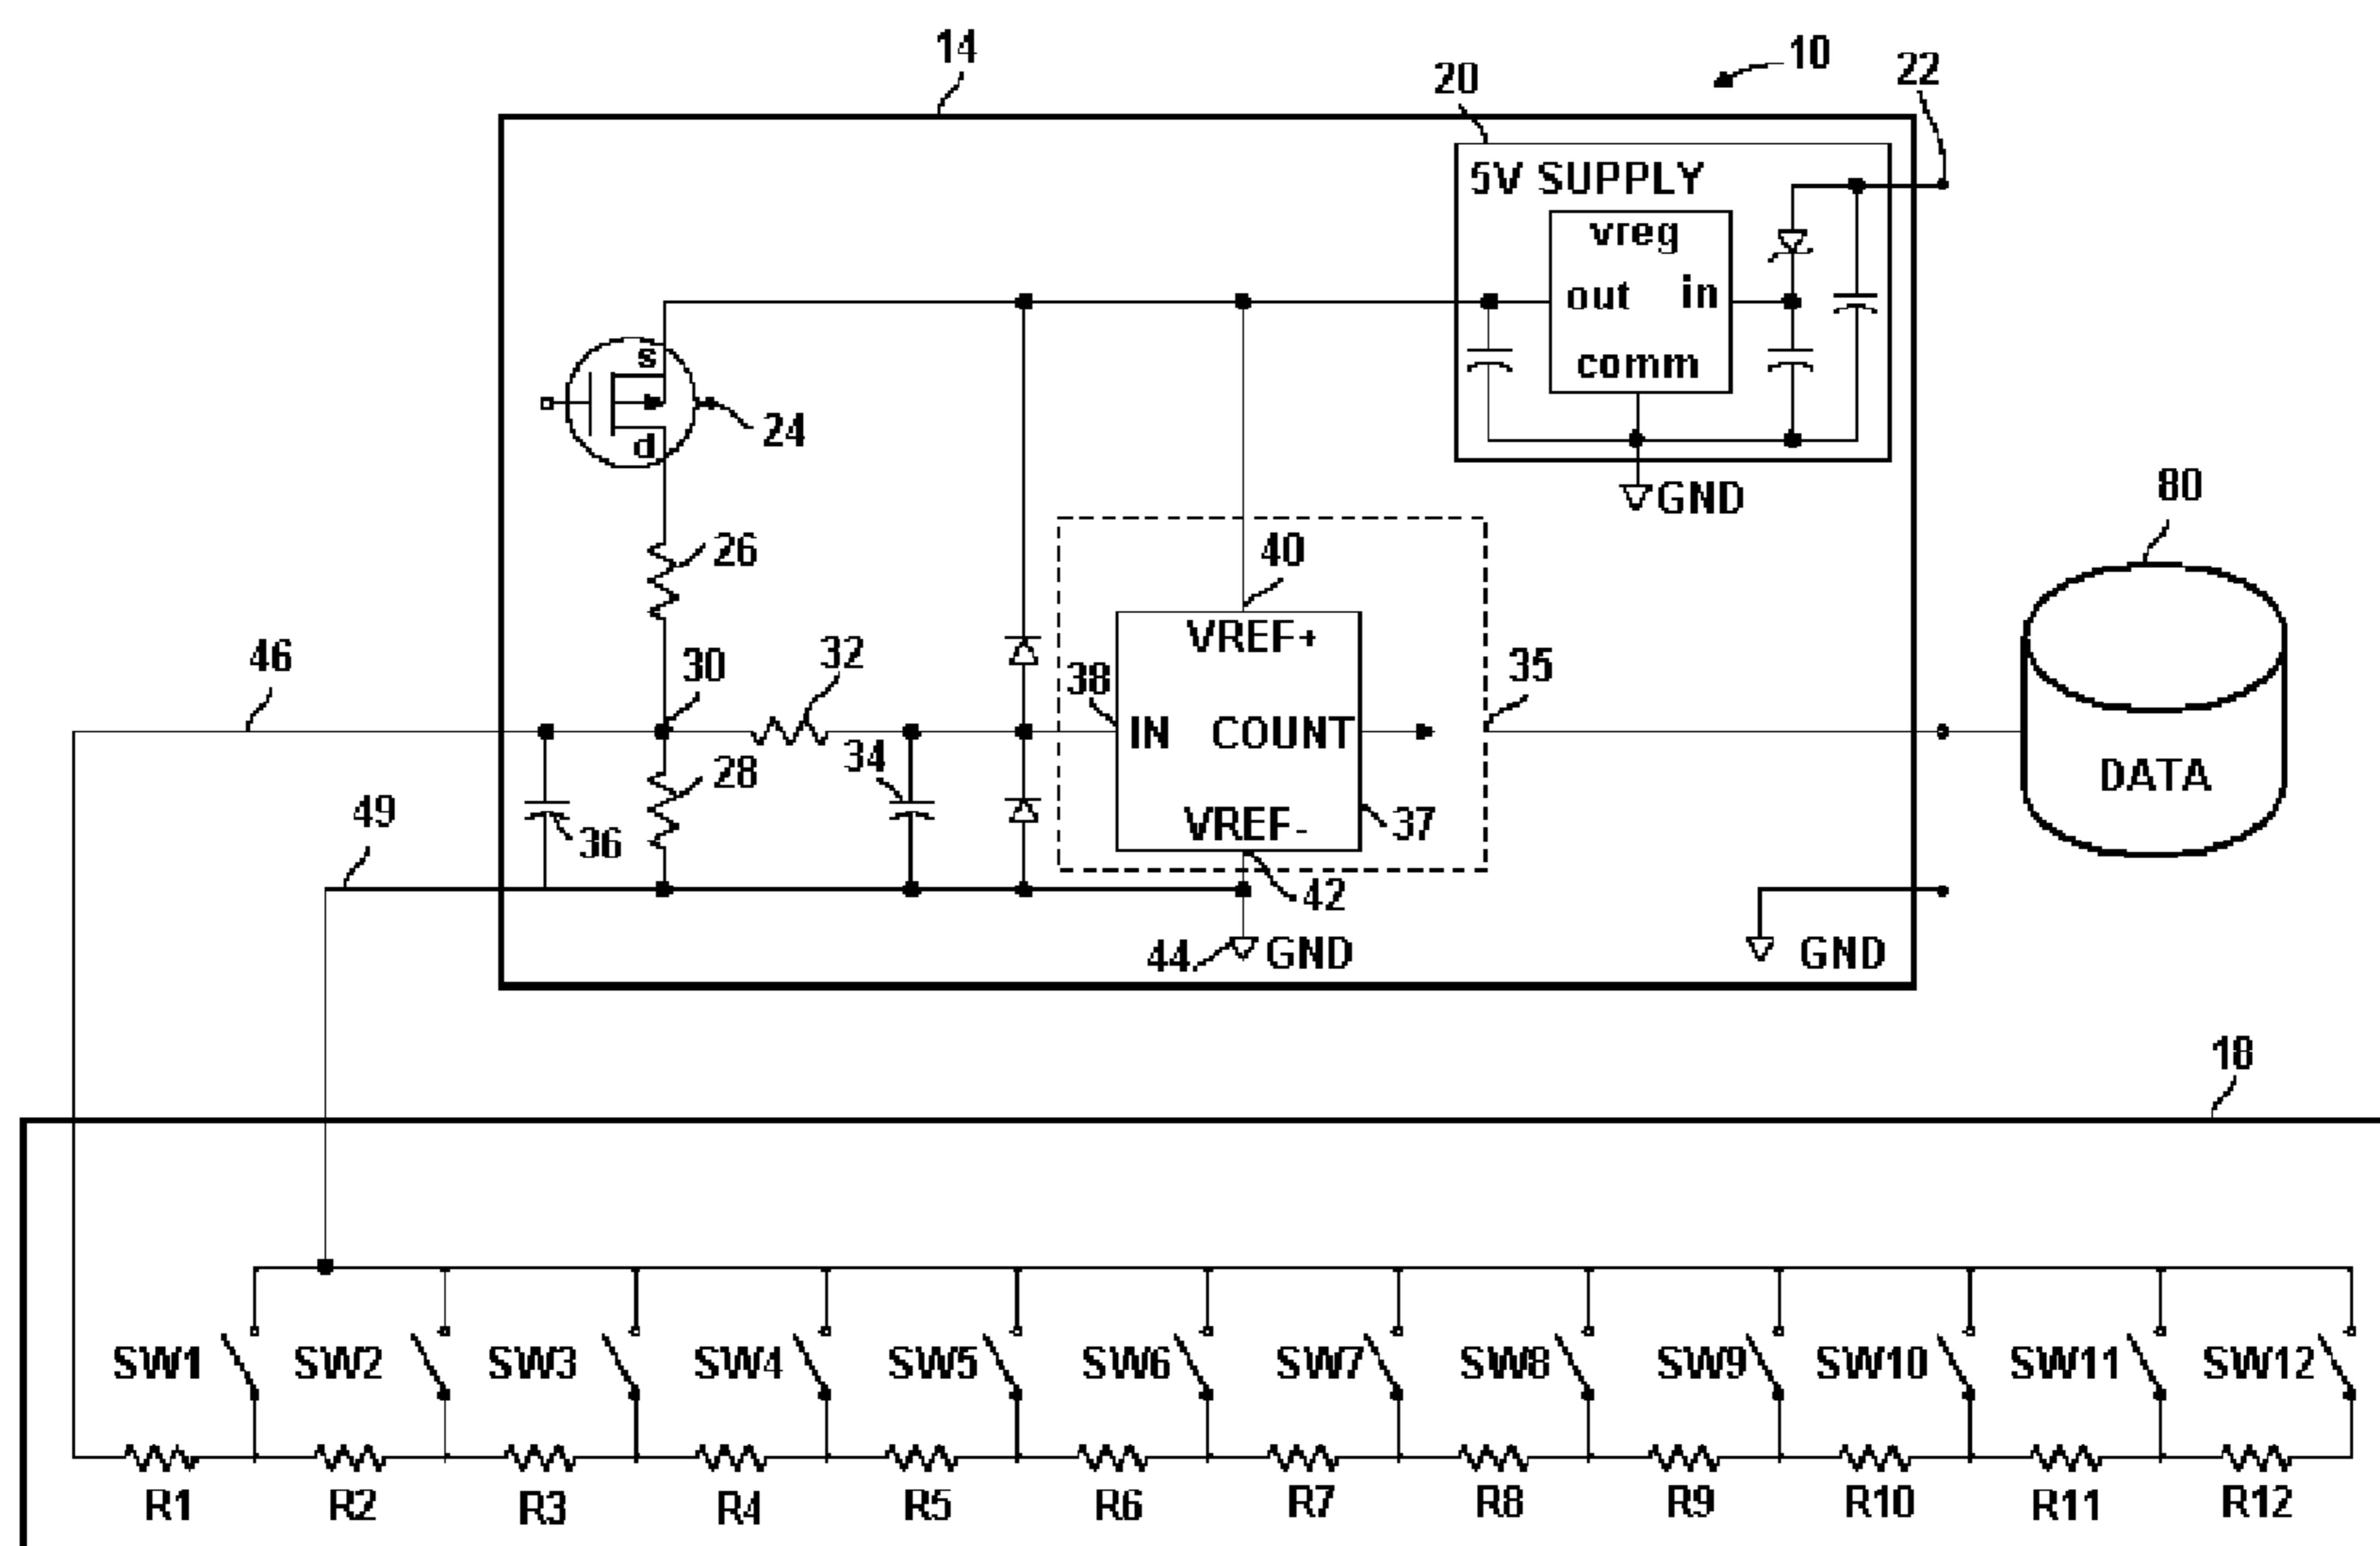 14
10
20
22
5V SUPPLY
vreg
out in
comm
GND
s
d
24
26
40
80
VREF+
46
30
32
38
35
IN COUNT
28
34
DATA
49
36
VREF-
37
42
44
GND
GND
18
SW1 SW2 SW3 SW4 SW5 SW6 SW7 SW8 SW9 SW10 SW11 SW12
R1 R2 R3 R4 R5 R6 R7 R8 R9 R10 R11 R12